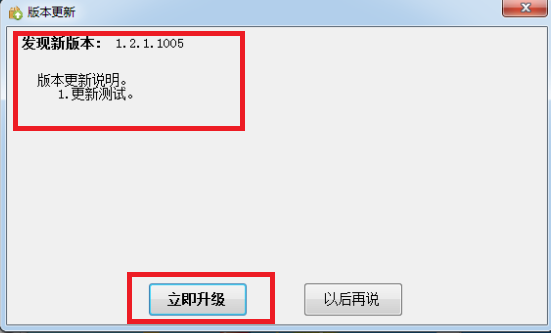 版本更新
发现新版本： 1.2.1.1005
版本更新说明。
1.更新测试。
立即升级
以后再说